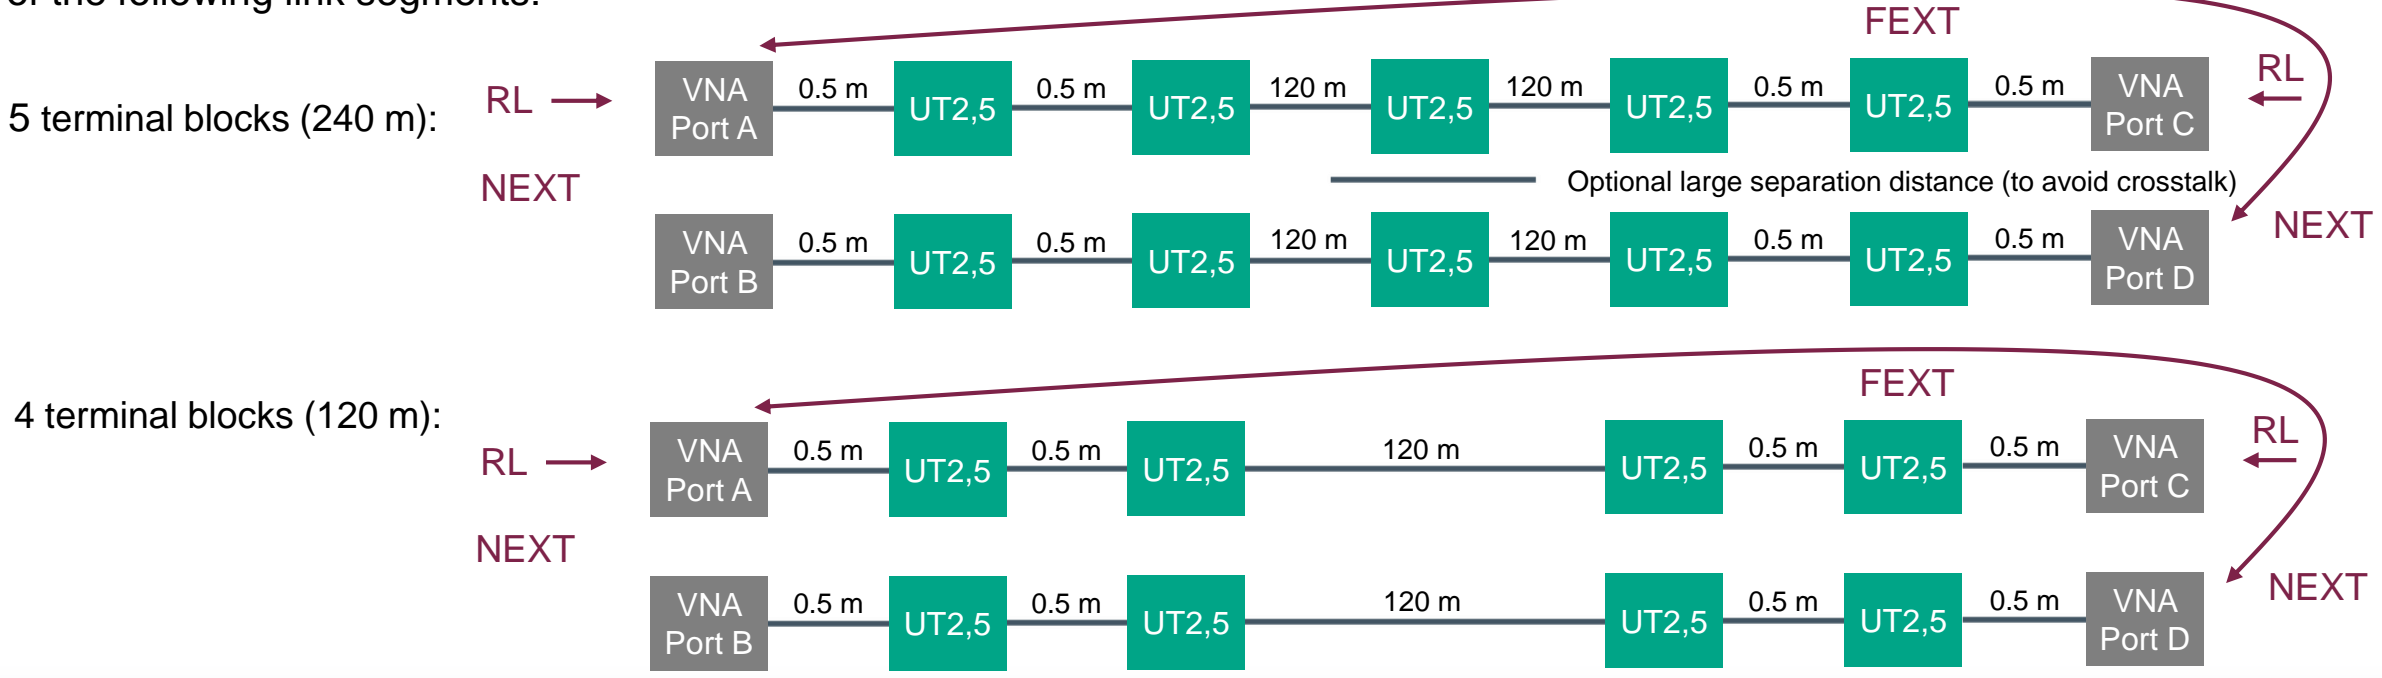 of the following link segments:
FEXT
5 terminal blocks (240 m):
RL
VNA
Port A
0.5 m
UT2,5
0.5 m
UT2,5
120 m
UT2,5
120 m
UT2,5
0.5 m
UT2,5
0.5 m
VNA
Port C
RL
NEXT
Optional large separation distance (to avoid crosstalk)
VNA
Port B
0.5 m
UT2,5
0.5 m
UT2,5
120 m
UT2,5
120 m
UT2,5
0.5 m
UT2,5
0.5 m
VNA
Port D
NEXT
FEXT
4 terminal blocks (120 m):
RL
VNA
Port A
0.5 m
UT2,5
0.5 m
UT2,5
120 m
UT2,5
0.5 m
UT2,5
0.5 m
VNA
Port C
RL
NEXT
VNA
Port B
0.5 m
UT2,5
0.5 m
UT2,5
120 m
UT2,5
0.5 m
UT2,5
0.5 m
VNA
Port D
NEXT